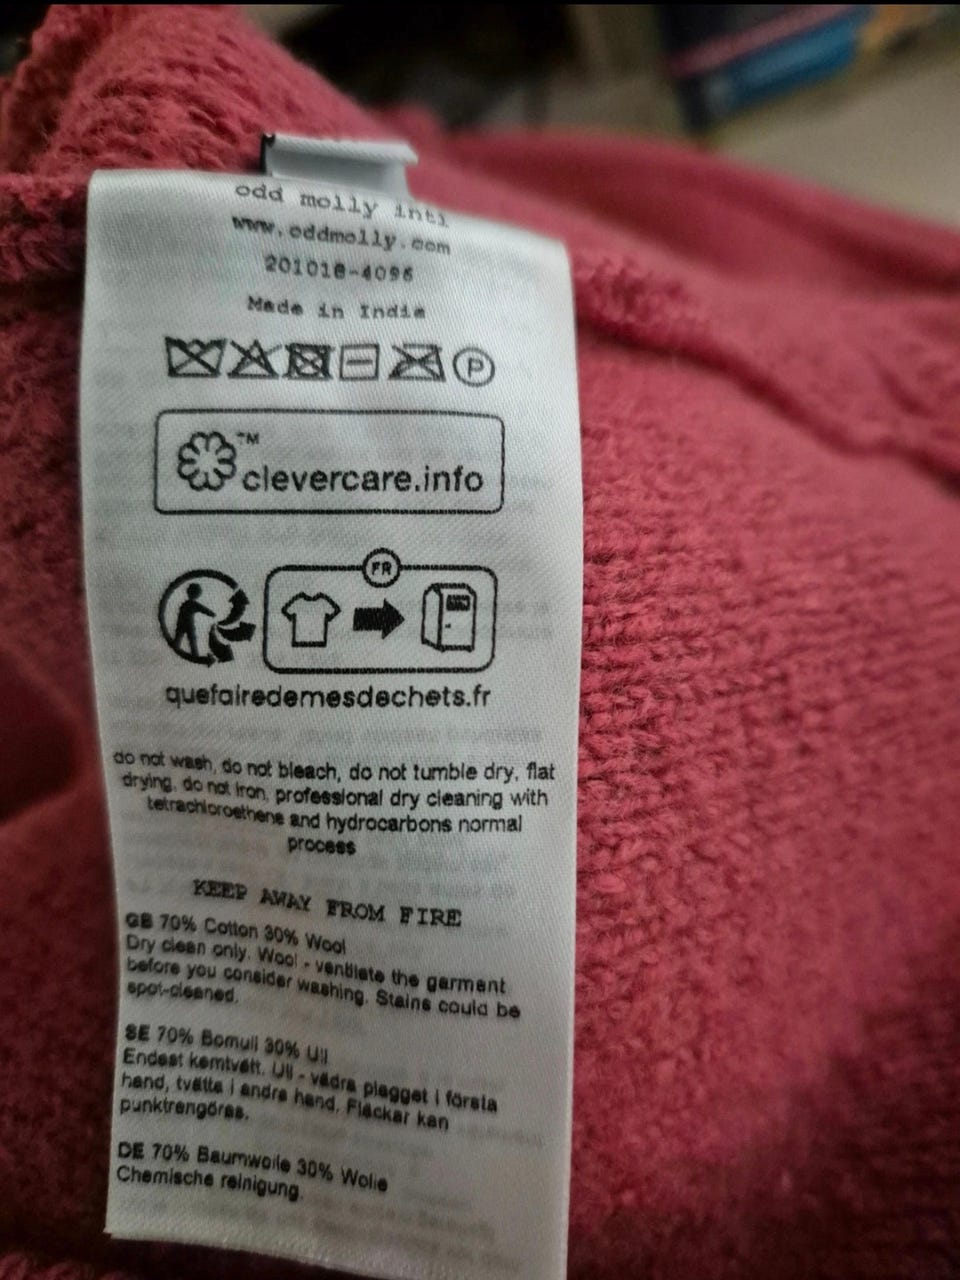 odd molly intl
www.oddmolly.com
201018-4096
Made in India
P
TM
clevercare.info
FR
quefairedemesdechets.fr
do not wash, do not bleach, do not tumble dry, flat
drying, do not iron, professional dry cleaning with
tetrachloroethene and hydrocarbons normal
process
KEEP AWAY FROM FIRE
GB 70% Cotton 30% Wool
Dry clean only. Wool - ventilate the garment
before you consider washing. Stains could be
spot-cleaned.
SE 70% Bomull 30% Ull
Endast kemtvätt. Ull - vädra plagget i första
hand, tvätta i andra hand. Fläckar kan
punktrengöras.
DE 70% Baumwolle 30% Wolle
Chemische reinigung.